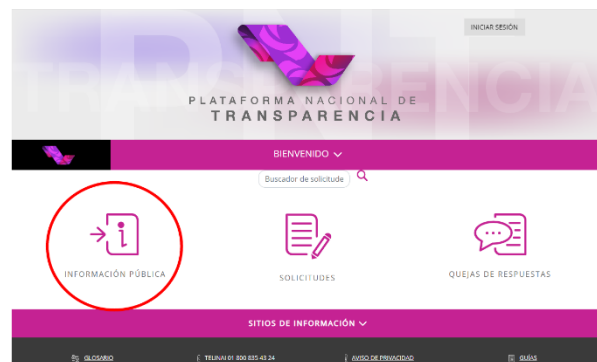 INICIAR SESIÓN
PLATAFORMA NACIONAL DE
TRANSPARENCIA
BIENVENIDO
Buscador de solicitude
INFORMACIÓN PÚBLICA
SOLICITUDES
QUEJAS DE RESPUESTAS
SITIOS DE INFORMACIÓN
GLOSARIO
TELINAI 01 800 835 43 24
AVISO DE PRIVACIDAD
GUÍAS